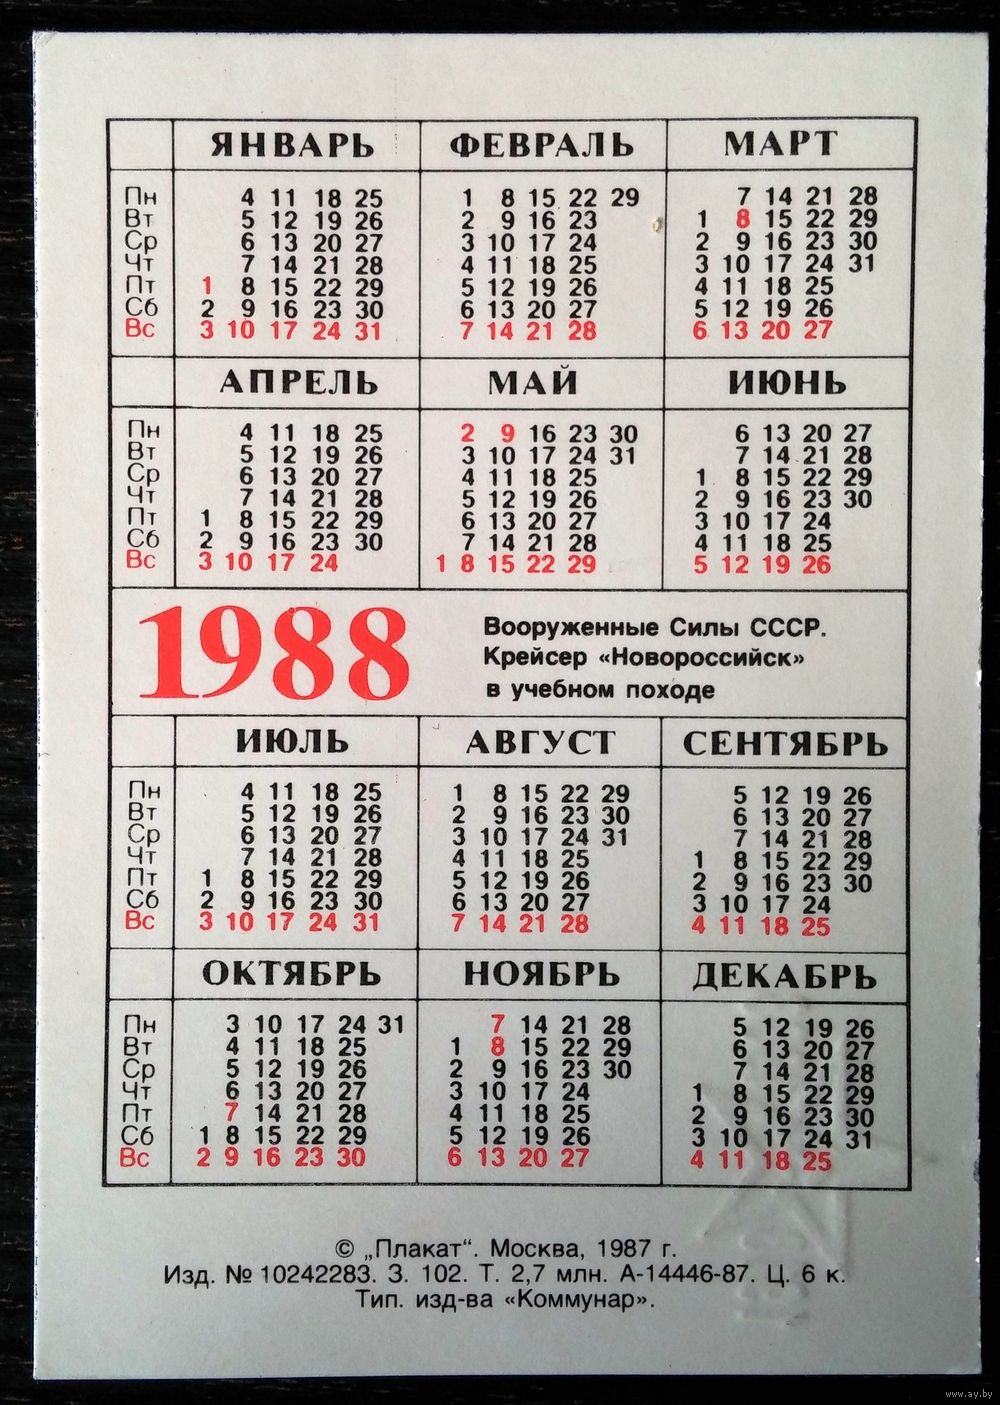 ЯНВАРЬ ФЕВРАЛЬ МАРТ
Пн 4 11 18 25 1 8 15 22 29 7 14 21 28
Вт 5 12 19 26 2 9 16 23 1 8 15 22 29
Ср 6 13 20 27 3 10 17 24 2 9 16 23 30
Чт 7 14 21 28 4 11 18 25 3 10 17 24 31
Пт 1 8 15 22 29 5 12 19 26 4 11 18 25
Сб 2 9 16 23 30 6 13 20 27 5 12 19 26
Вс 3 10 17 24 31 7 14 21 28 6 13 20 27
АПРЕЛЬ МАЙ ИЮНЬ
Пн 4 11 18 25 2 9 16 23 30 6 13 20 27
Вт 5 12 19 26 3 10 17 24 31 7 14 21 28
Ср 6 13 20 27 4 11 18 25 1 8 15 22 29
Чт 7 14 21 28 5 12 19 26 2 9 16 23 30
Пт 1 8 15 22 29 6 13 20 27 3 10 17 24
Сб 2 9 16 23 30 7 14 21 28 4 11 18 25
Вс 3 10 17 24 1 8 15 22 29 5 12 19 26
1988
Вооруженные Силы СССР.
Крейсер «Новороссийск»
в учебном походе
ИЮЛЬ АВГУСТ СЕНТЯБРЬ
Пн 4 11 18 25 1 8 15 22 29 5 12 19 26
Вт 5 12 19 26 2 9 16 23 30 6 13 20 27
Ср 6 13 20 27 3 10 17 24 31 7 14 21 28
Чт 7 14 21 28 4 11 18 25 1 8 15 22 29
Пт 1 8 15 22 29 5 12 19 26 2 9 16 23 30
Сб 2 9 16 23 30 6 13 20 27 3 10 17 24
Вс 3 10 17 24 31 7 14 21 28 4 11 18 25
ОКТЯБРЬ НОЯБРЬ ДЕКАБРЬ
Пн 3 10 17 24 31 7 14 21 28 5 12 19 26
Вт 4 11 18 25 1 8 15 22 29 6 13 20 27
Ср 5 12 19 26 2 9 16 23 30 7 14 21 28
Чт 6 13 20 27 3 10 17 24 1 8 15 22 29
Пт 7 14 21 28 4 11 18 25 2 9 16 23 30
Сб 1 8 15 22 29 5 12 19 26 3 10 17 24 31
Вс 2 9 16 23 30 6 13 20 27 4 11 18 25
© „Плакат“. Москва, 1987 г.
Изд. № 10242283. З. 102. Т. 2,7 млн. А-14446-87. Ц. 6 к.
Тип. изд-ва «Коммунар».
www.ay.by